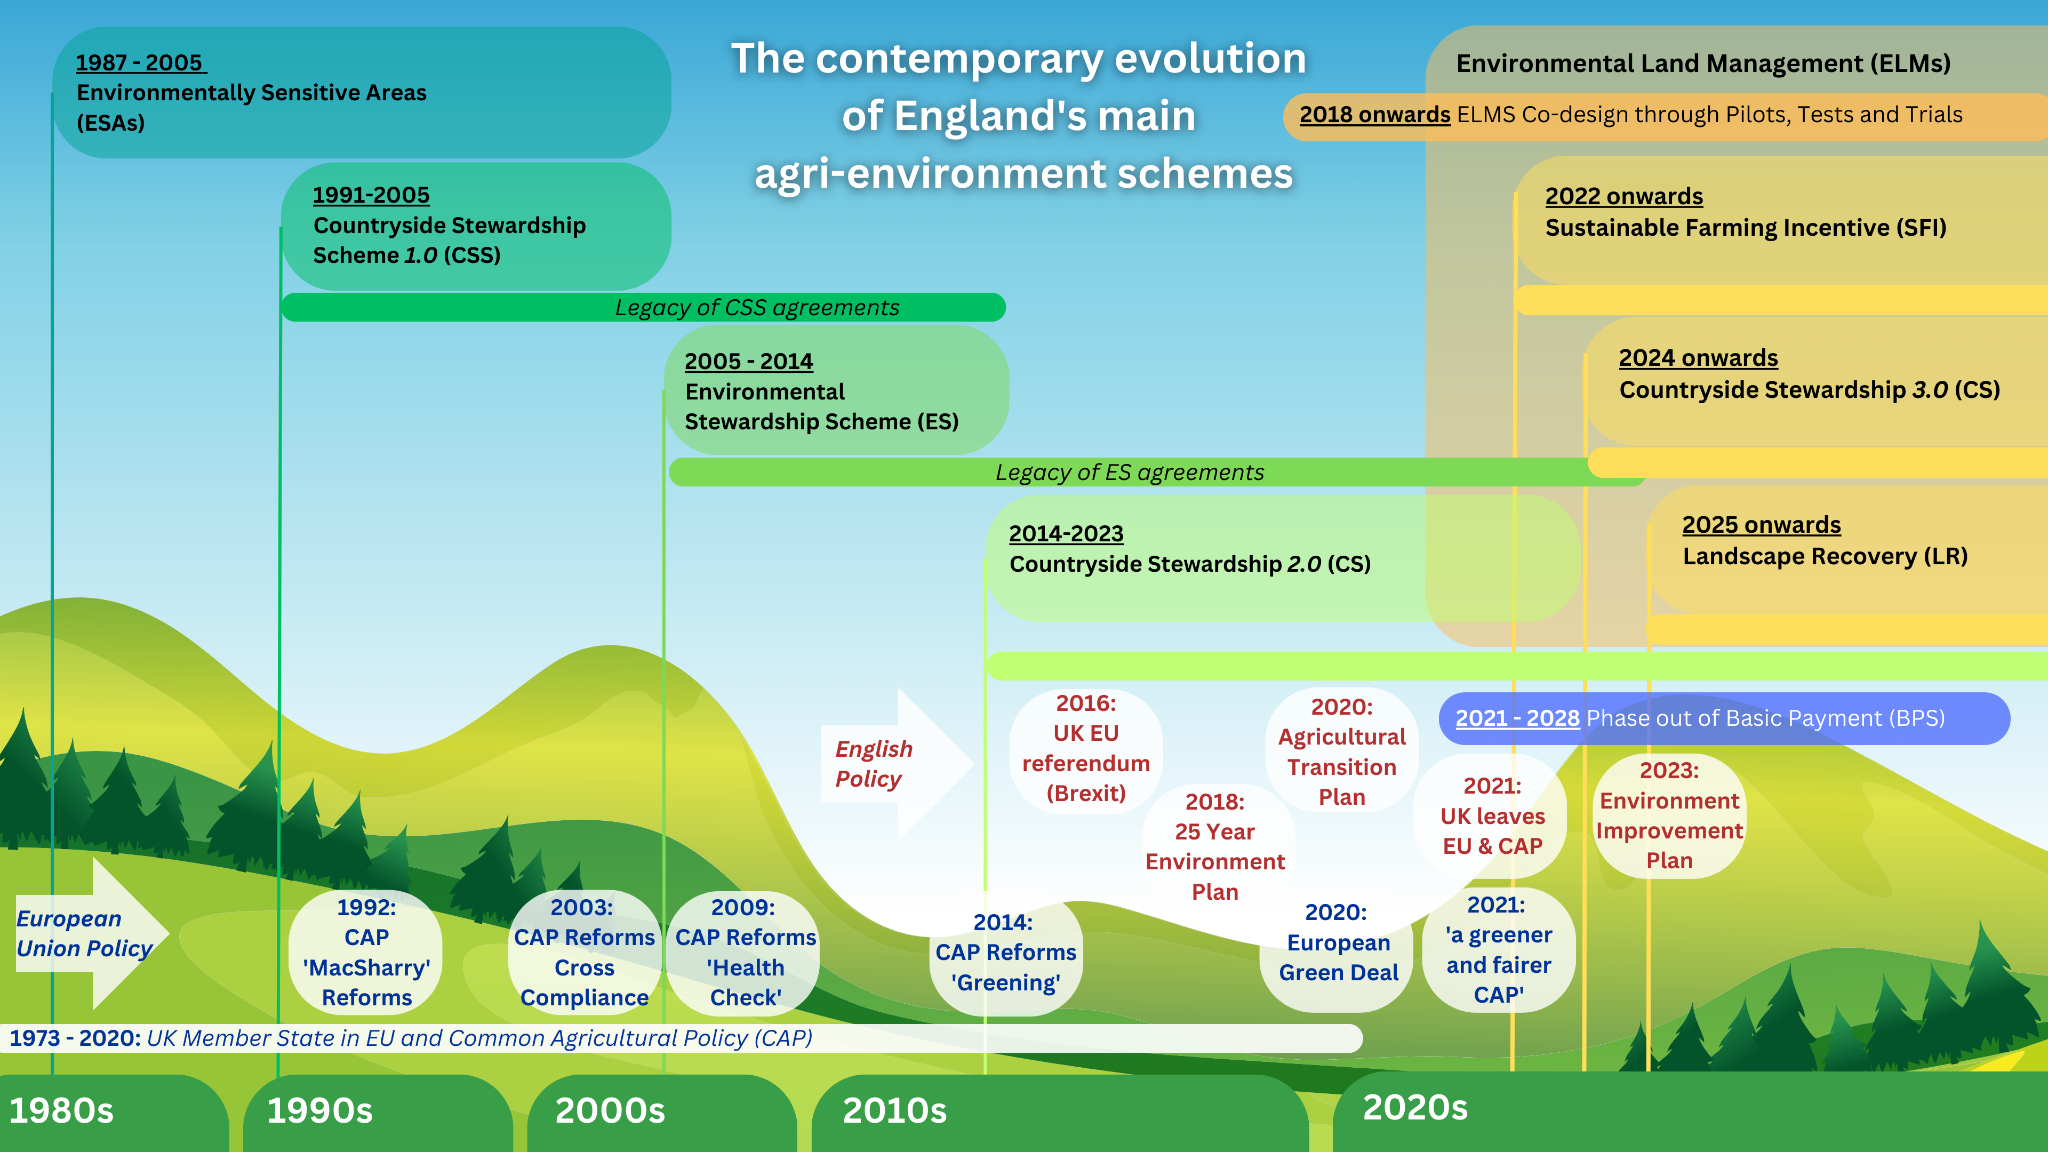 The contemporary evolution
of England's main
agri-environment schemes
1987 - 2005
Environmentally Sensitive Areas
(ESAs)
1991-2005
Countryside Stewardship
Scheme 1.0 (CSS)
Legacy of CSS agreements
2005 - 2014
Environmental
Stewardship Scheme (ES)
Legacy of ES agreements
2014-2023
Countryside Stewardship 2.0 (CS)
Environmental Land Management (ELMs)
2018 onwards ELMS Co-design through Pilots, Tests and Trials
2022 onwards
Sustainable Farming Incentive (SFI)
2024 onwards
Countryside Stewardship 3.0 (CS)
2025 onwards
Landscape Recovery (LR)
2021 - 2028 Phase out of Basic Payment (BPS)
English
Policy
2016:
UK EU
referendum
(Brexit)
2018:
25 Year
Environment
Plan
2020:
Agricultural
Transition
Plan
2021:
UK leaves
EU & CAP
2023:
Environment
Improvement
Plan
European
Union Policy
1992:
CAP
'MacSharry'
Reforms
2003:
CAP Reforms
Cross
Compliance
2009:
CAP Reforms
'Health
Check'
2014:
CAP Reforms
'Greening'
2020:
European
Green Deal
2021:
'a greener
and fairer
CAP'
1973 - 2020: UK Member State in EU and Common Agricultural Policy (CAP)
1980s
1990s
2000s
2010s
2020s